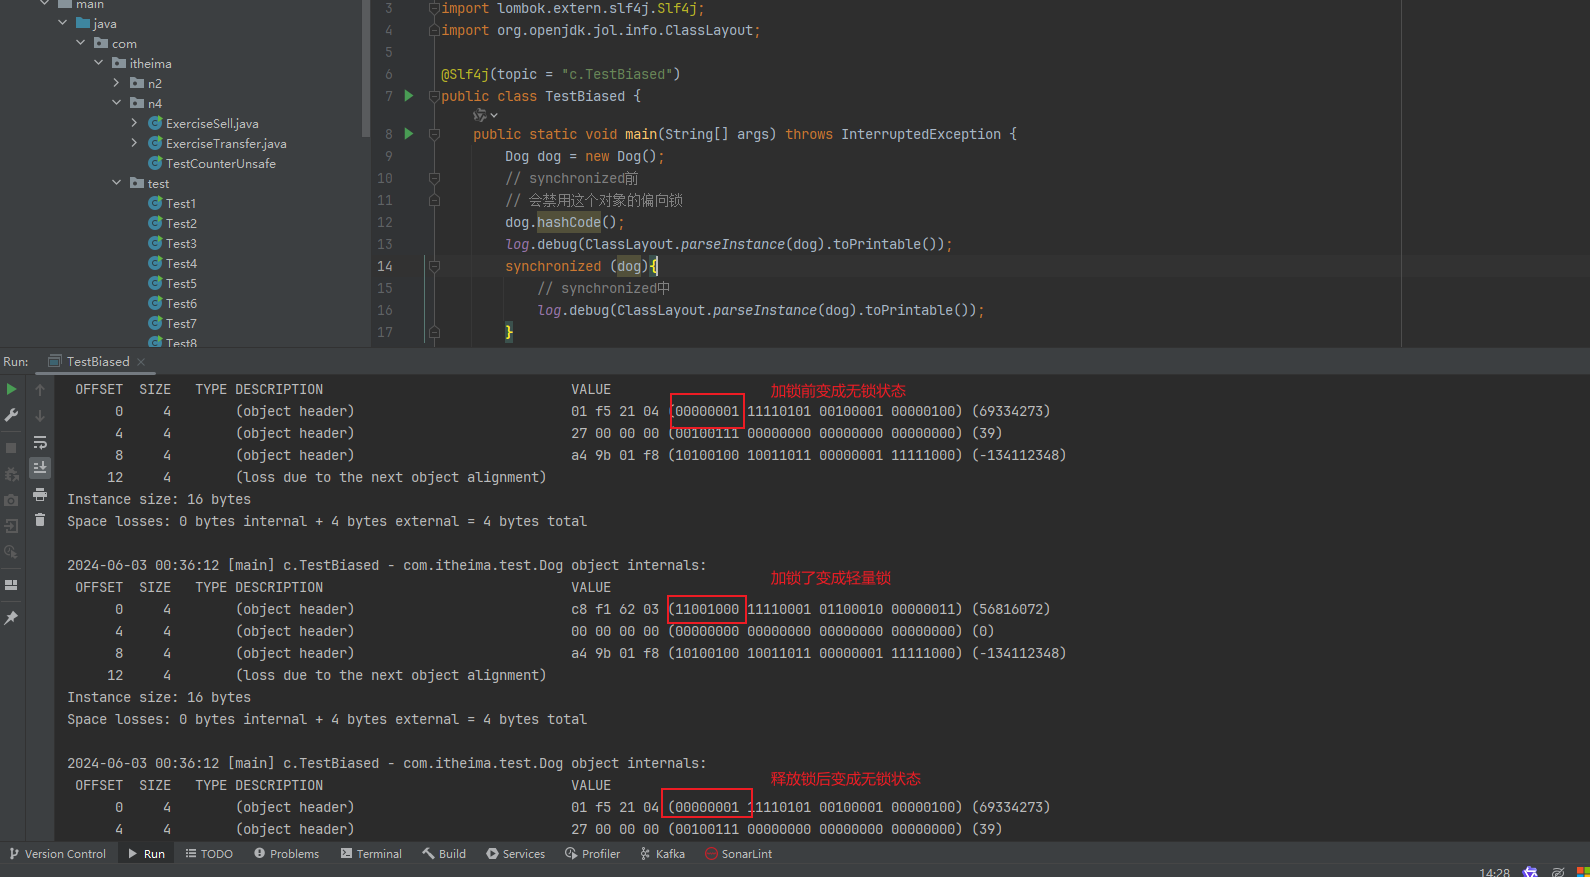 main
java
com
itheima
n2
n4
ExerciseSell.java
ExerciseTransfer.java
TestCounterUnsafe
test
Test1
Test2
Test3
Test4
Test5
Test6
Test7
Test8
3 import lombok.extern.slf4j.Slf4j;
4 import org.openjdk.jol.info.ClassLayout;
5
6 @Slf4j(topic = "c.TestBiased")
7 public class TestBiased {
8 public static void main(String[] args) throws InterruptedException {
9 Dog dog = new Dog();
10 // synchronized前
11 // 会禁用这个对象的偏向锁
12 dog.hashCode();
13 log.debug(ClassLayout.parseInstance(dog).toPrintable());
14 synchronized (dog){
15 // synchronized中
16 log.debug(ClassLayout.parseInstance(dog).toPrintable());
17 }
Run: TestBiased
OFFSET SIZE TYPE DESCRIPTION VALUE 加锁前变成无锁状态
0 4 (object header) 01 f5 21 04 (00000001 11110101 00100001 00000100) (69334273)
4 4 (object header) 27 00 00 00 (00100111 00000000 00000000 00000000) (39)
8 4 (object header) a4 9b 01 f8 (10100100 10011011 00000001 11111000) (-134112348)
12 4 (loss due to the next object alignment)
Instance size: 16 bytes
Space losses: 0 bytes internal + 4 bytes external = 4 bytes total
2024-06-03 00:36:12 [main] c.TestBiased - com.itheima.test.Dog object internals:
OFFSET SIZE TYPE DESCRIPTION VALUE 加锁了变成轻量锁
0 4 (object header) c8 f1 62 03 (11001000 11110001 01100010 00000011) (56816072)
4 4 (object header) 00 00 00 00 (00000000 00000000 00000000 00000000) (0)
8 4 (object header) a4 9b 01 f8 (10100100 10011011 00000001 11111000) (-134112348)
12 4 (loss due to the next object alignment)
Instance size: 16 bytes
Space losses: 0 bytes internal + 4 bytes external = 4 bytes total
2024-06-03 00:36:12 [main] c.TestBiased - com.itheima.test.Dog object internals:
OFFSET SIZE TYPE DESCRIPTION VALUE 释放锁后变成无锁状态
0 4 (object header) 01 f5 21 04 (00000001 11110101 00100001 00000100) (69334273)
4 4 (object header) 27 00 00 00 (00100111 00000000 00000000 00000000) (39)
Version Control Run TODO Problems Terminal Build Services Profiler Kafka SonarLint
14:28